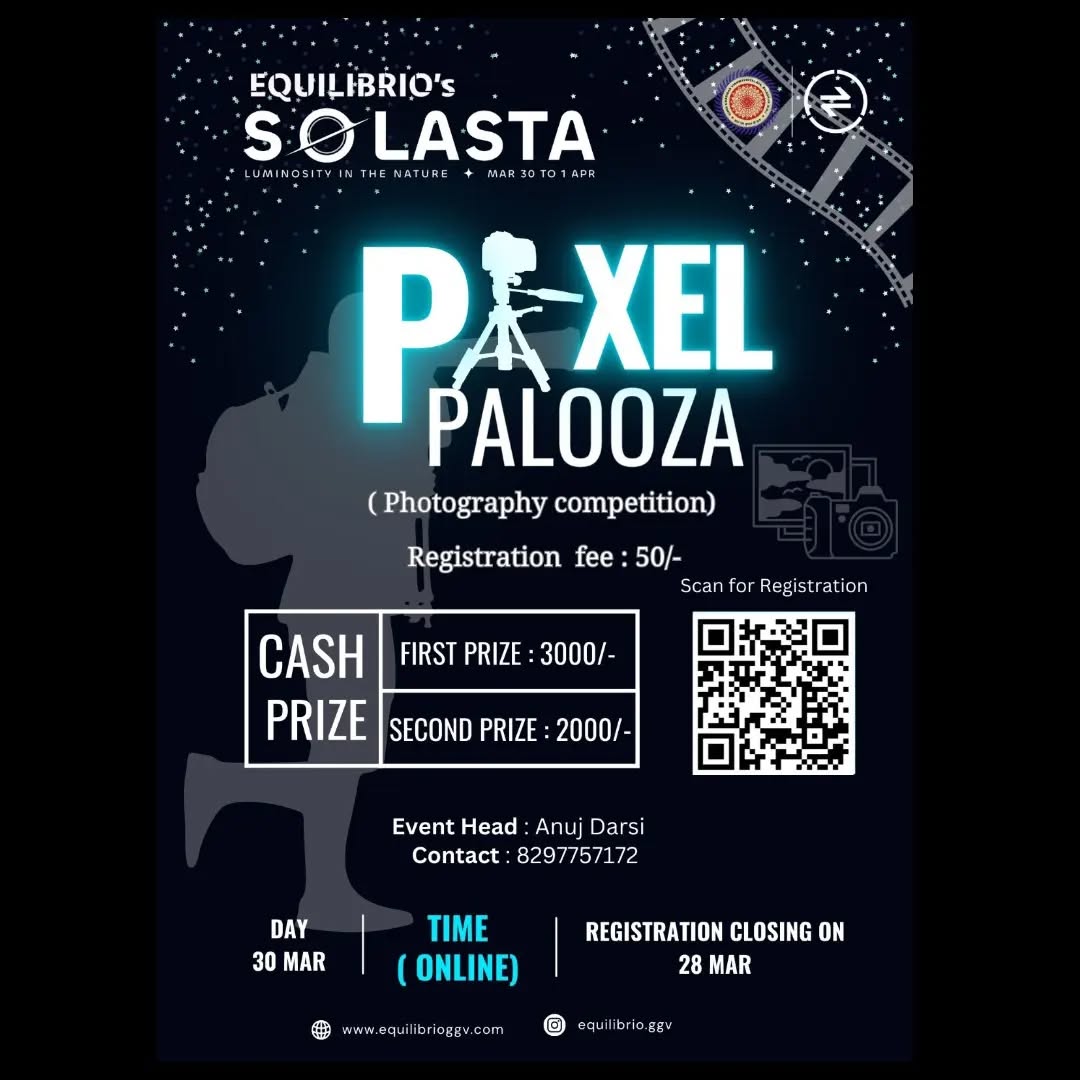 EQUILIBRIO's
SOLASTA
LUMINOSITY IN THE NATURE ✦ MAR 30 TO 1 APR
PIXEL
PALOOZA
( Photography competition)
Registration fee : 50/-
Scan for Registration
CASH PRIZE
FIRST PRIZE : 3000/-
SECOND PRIZE : 2000/-
Event Head : Anuj Darsi
Contact : 8297757172
DAY
30 MAR
TIME
( ONLINE)
REGISTRATION CLOSING ON
28 MAR
www.equilibrioggv.com
equilibrio.ggv